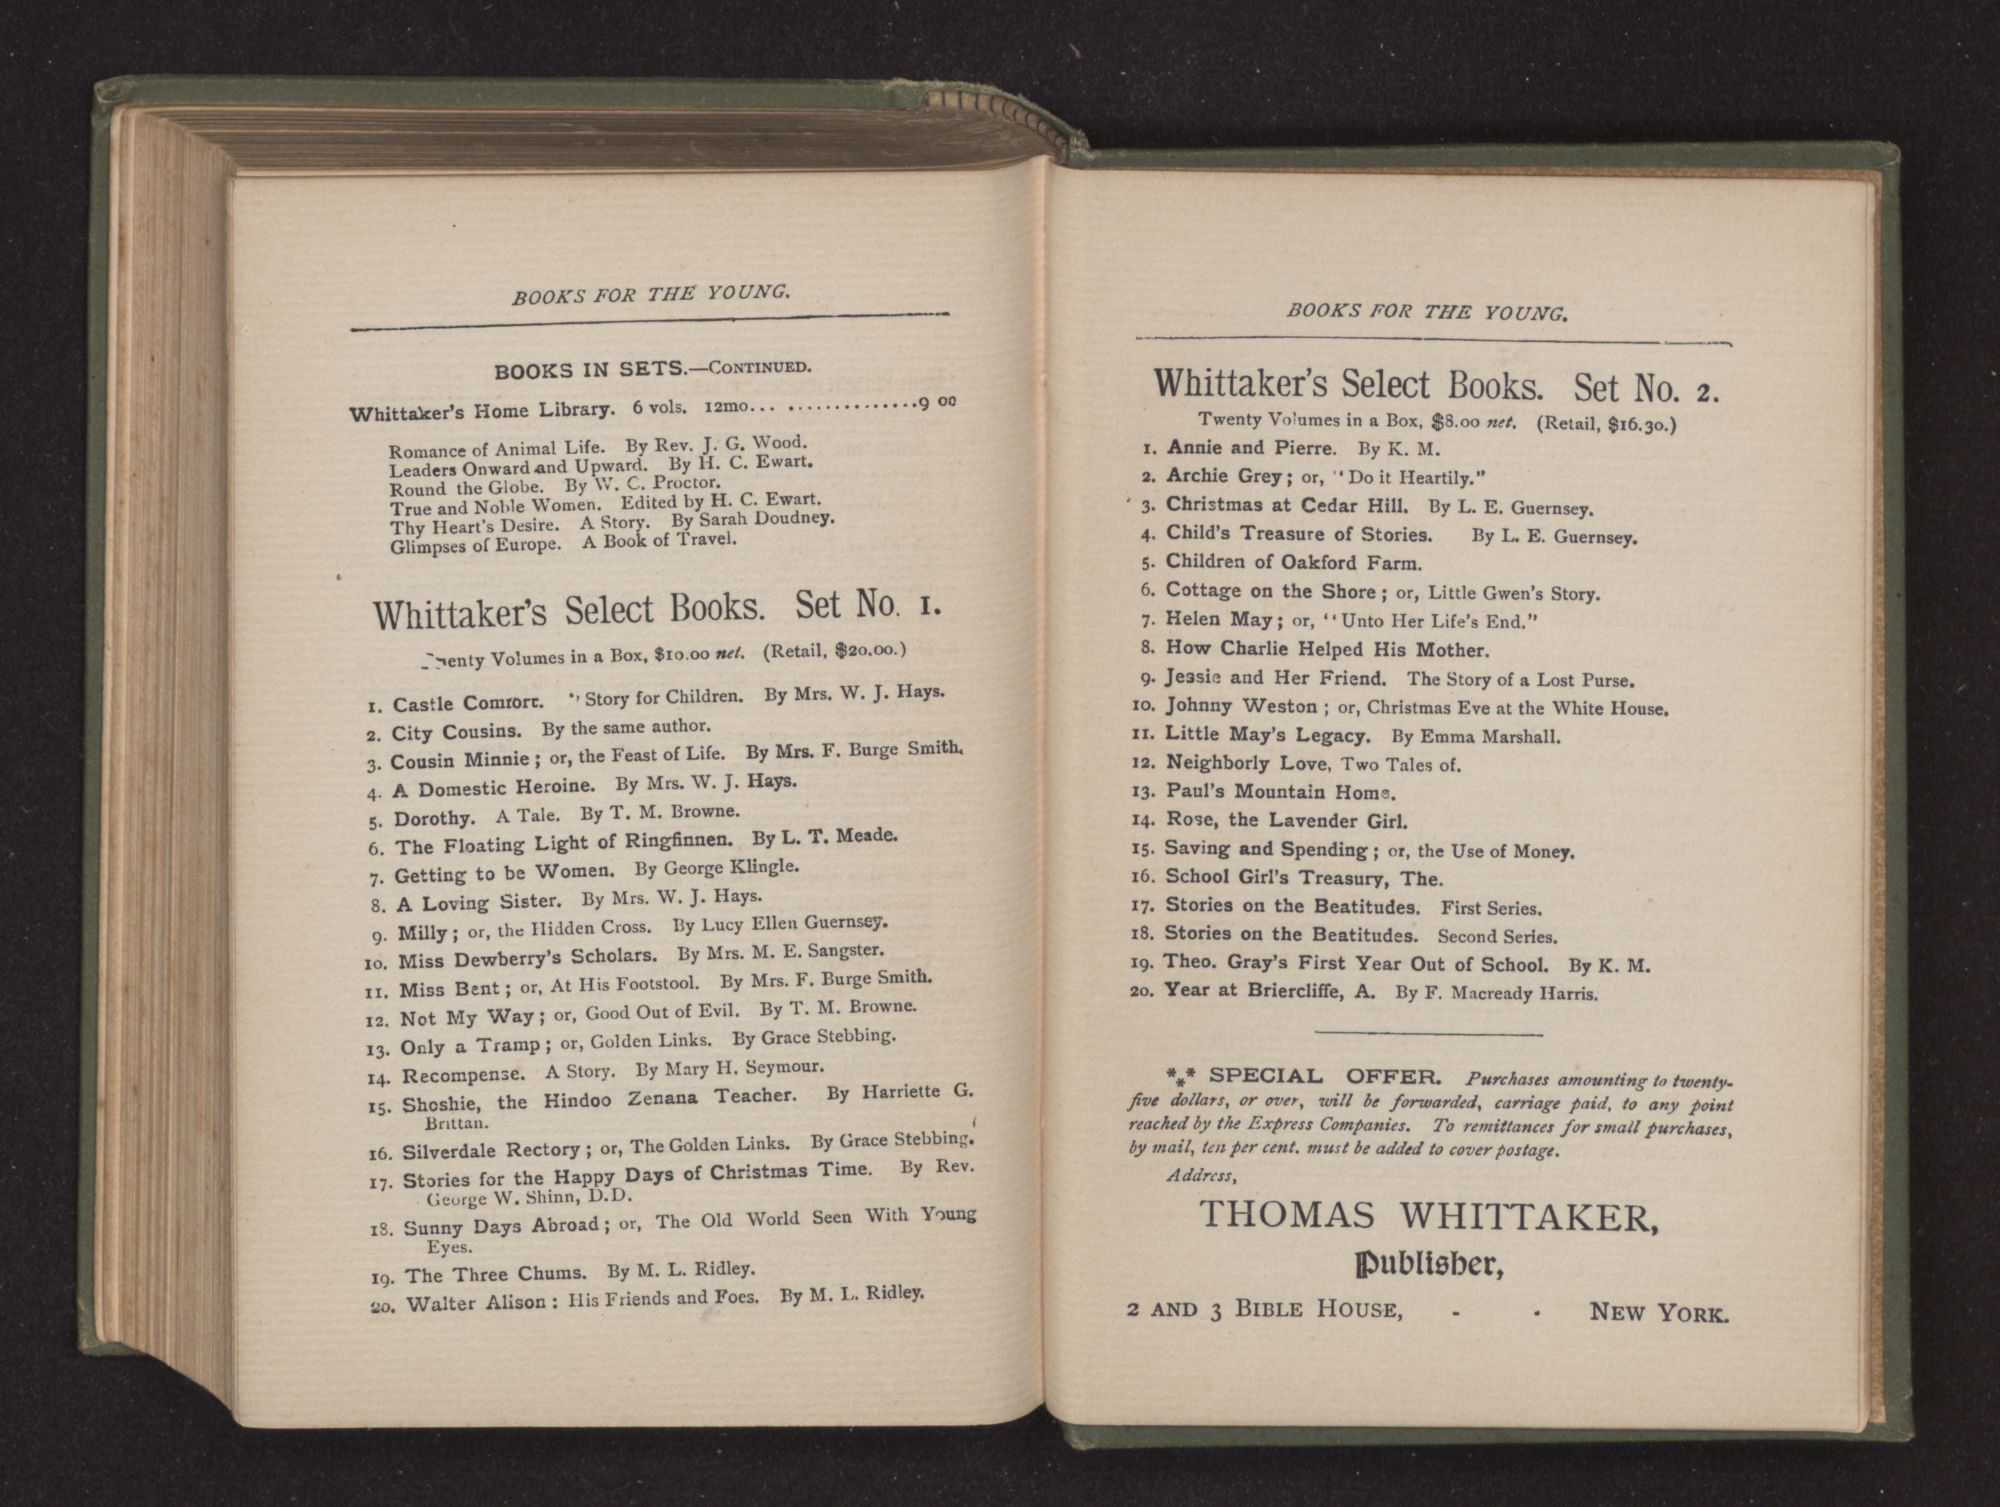 BOOKS FOR THE YOUNG.
BOOKS IN SETS.—CONTINUED.
Whittaker's Home Library. 6 vols. 12mo... ..............9 00
Romance of Animal Life. By Rev. J. G. Wood.
Leaders Onward and Upward. By H. C. Ewart.
Round the Globe. By W. C. Proctor.
True and Noble Women. Edited by H. C. Ewart.
Thy Heart's Desire. A Story. By Sarah Doudney.
Glimpses of Europe. A Book of Travel.
Whittaker's Select Books. Set No. 1.
Twenty Volumes in a Box, $10.00 net. (Retail, $20.00.)
1. Castle Comfort. Story for Children. By Mrs. W. J. Hays.
2. City Cousins. By the same author.
3. Cousin Minnie; or, the Feast of Life. By Mrs. F. Burge Smith.
4. A Domestic Heroine. By Mrs. W. J. Hays.
5. Dorothy. A Tale. By T. M. Browne.
6. The Floating Light of Ringfinnen. By L. T. Meade.
7. Getting to be Women. By George Klingle.
8. A Loving Sister. By Mrs. W. J. Hays.
9. Milly; or, the Hidden Cross. By Lucy Ellen Guernsey.
10. Miss Dewberry's Scholars. By Mrs. M. E. Sangster.
11. Miss Bent; or, At His Footstool. By Mrs. F. Burge Smith.
12. Not My Way; or, Good Out of Evil. By T. M. Browne.
13. Only a Tramp; or, Golden Links. By Grace Stebbing.
14. Recompense. A Story. By Mary H. Seymour.
15. Shoshie, the Hindoo Zenana Teacher. By Harriette G.
Brittan.
16. Silverdale Rectory; or, The Golden Links. By Grace Stebbing.
17. Stories for the Happy Days of Christmas Time. By Rev.
George W. Shinn, D.D.
18. Sunny Days Abroad; or, The Old World Seen With Young
Eyes.
19. The Three Chums. By M. L. Ridley.
20. Walter Alison: His Friends and Foes. By M. L. Ridley.
BOOKS FOR THE YOUNG.
Whittaker's Select Books. Set No. 2.
Twenty Volumes in a Box, $8.00 net. (Retail, $16.30.)
1. Annie and Pierre. By K. M.
2. Archie Grey; or, "Do it Heartily."
3. Christmas at Cedar Hill. By L. E. Guernsey.
4. Child's Treasure of Stories. By L. E. Guernsey.
5. Children of Oakford Farm.
6. Cottage on the Shore; or, Little Gwen's Story.
7. Helen May; or, "Unto Her Life's End."
8. How Charlie Helped His Mother.
9. Jessie and Her Friend. The Story of a Lost Purse.
10. Johnny Weston; or, Christmas Eve at the White House.
11. Little May's Legacy. By Emma Marshall.
12. Neighborly Love, Two Tales of.
13. Paul's Mountain Home.
14. Rose, the Lavender Girl.
15. Saving and Spending; or, the Use of Money.
16. School Girl's Treasury, The.
17. Stories on the Beatitudes. First Series.
18. Stories on the Beatitudes. Second Series.
19. Theo. Gray's First Year Out of School. By K. M.
20. Year at Briercliffe, A. By F. Macready Harris.
*** SPECIAL OFFER. Purchases amounting to twenty-
five dollars, or over, will be forwarded, carriage paid, to any point
reached by the Express Companies. To remittances for small purchases,
by mail, ten per cent. must be added to cover postage.
Address,
THOMAS WHITTAKER,
Publisher,
2 AND 3 BIBLE HOUSE, - - NEW YORK.